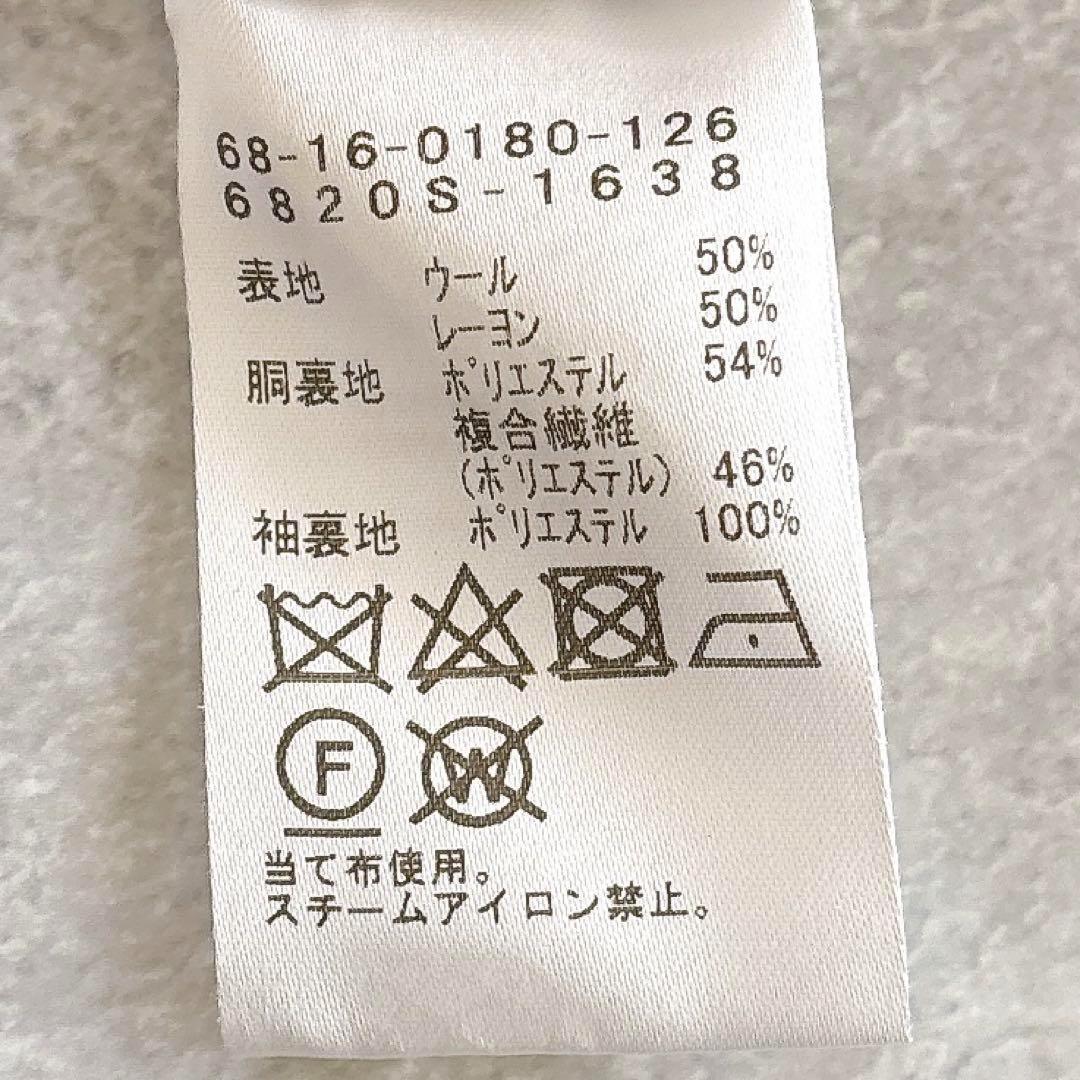 68-16-0180-126
6820S-1638
表地 ウール 50%
レーヨン 50%
胴裏地 ポリエステル 54%
複合繊維
(ポリエステル) 46%
袖裏地 ポリエステル 100%
F W
当て布使用。
スチームアイロン禁止。